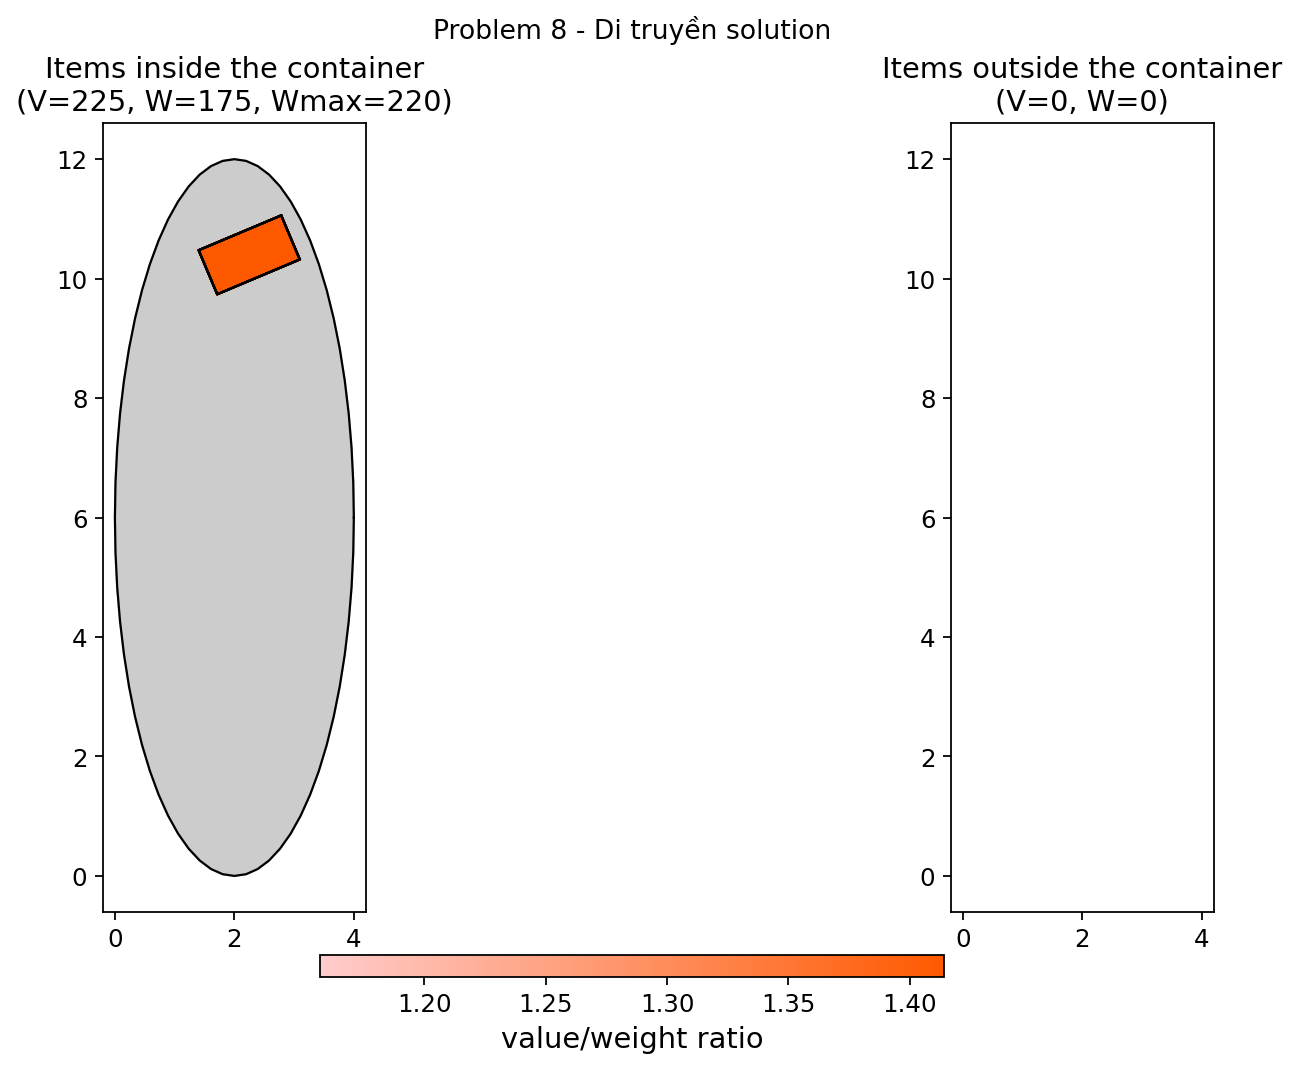 Problem 8 - Di truyền solution
Items inside the container
(V=225, W=175, Wmax=220)
Items outside the container
(V=0, W=0)
12
10
8
6
4
2
0
0 2 4
12
10
8
6
4
2
0
0 2 4
1.20 1.25 1.30 1.35 1.40
value/weight ratio